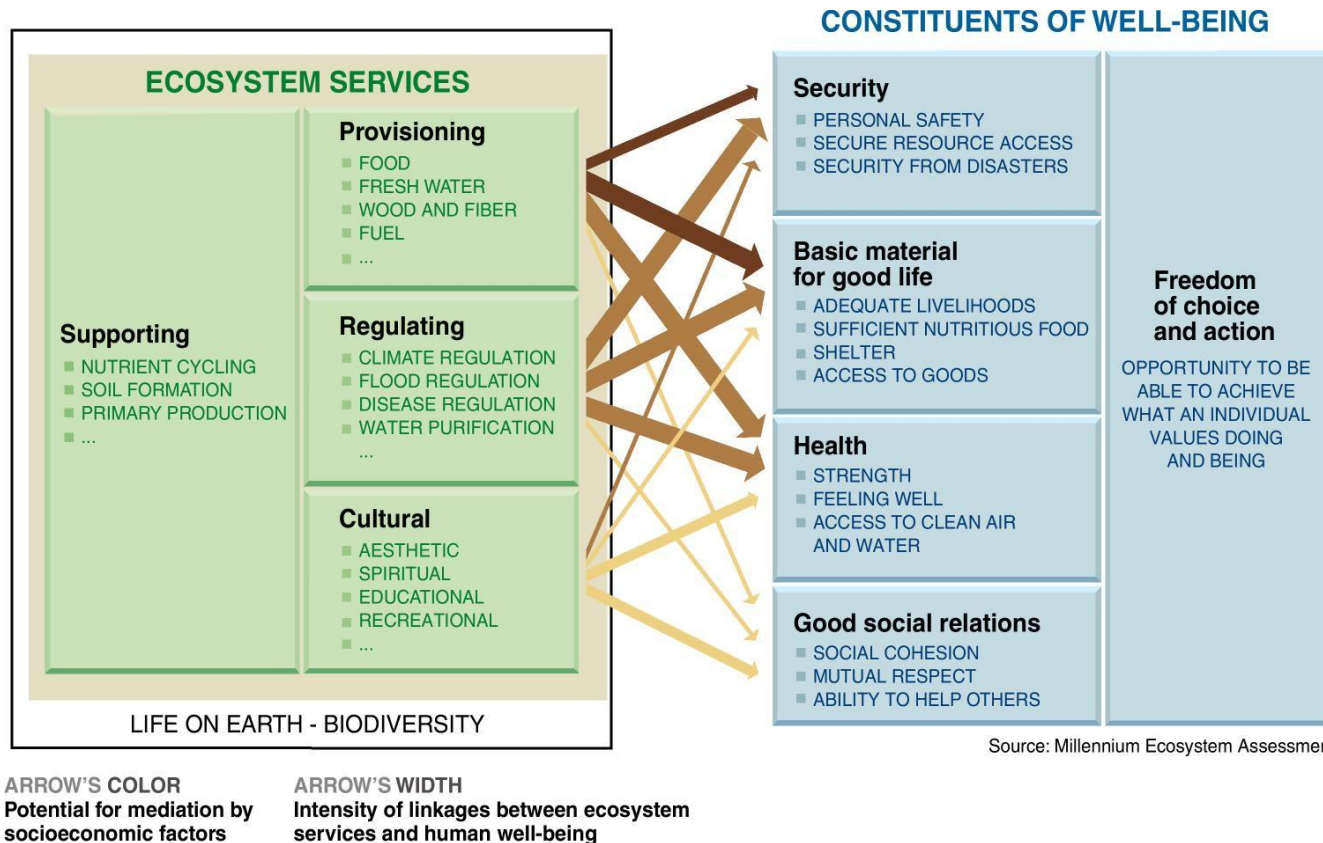 CONSTITUENTS OF WELL-BEING
ECOSYSTEM SERVICES
Supporting
NUTRIENT CYCLING
SOIL FORMATION
PRIMARY PRODUCTION
...
Provisioning
FOOD
FRESH WATER
WOOD AND FIBER
FUEL
...
Regulating
CLIMATE REGULATION
FLOOD REGULATION
DISEASE REGULATION
WATER PURIFICATION
...
Cultural
AESTHETIC
SPIRITUAL
EDUCATIONAL
RECREATIONAL
...
LIFE ON EARTH - BIODIVERSITY
Security
PERSONAL SAFETY
SECURE RESOURCE ACCESS
SECURITY FROM DISASTERS
Basic material
for good life
ADEQUATE LIVELIHOODS
SUFFICIENT NUTRITIOUS FOOD
SHELTER
ACCESS TO GOODS
Health
STRENGTH
FEELING WELL
ACCESS TO CLEAN AIR
AND WATER
Good social relations
SOCIAL COHESION
MUTUAL RESPECT
ABILITY TO HELP OTHERS
Freedom
of choice
and action
OPPORTUNITY TO BE
ABLE TO ACHIEVE
WHAT AN INDIVIDUAL
VALUES DOING
AND BEING
Source: Millennium Ecosystem Assessmen
ARROW'S COLOR
Potential for mediation by
socioeconomic factors
ARROW'S WIDTH
Intensity of linkages between ecosystem
services and human well-being